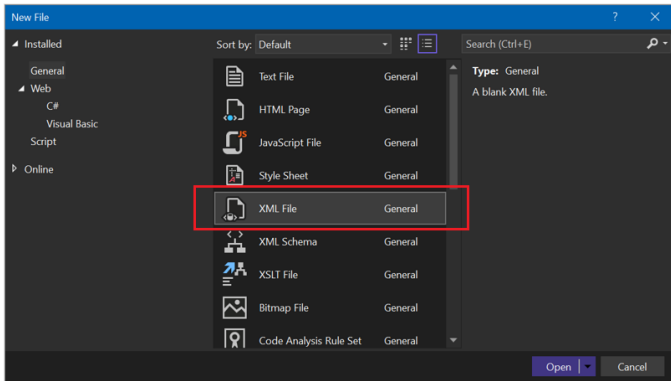 New File
? ×
Installed
General
Web
C#
Visual Basic
Script
Online
Sort by: Default
Search (Ctrl+E)
Text File General
HTML Page General
JS
JavaScript File General
Style Sheet General
XML File General
XML Schema General
XSLT File General
Bitmap File General
Code Analysis Rule Set General
Type: General
A blank XML file.
Open Cancel